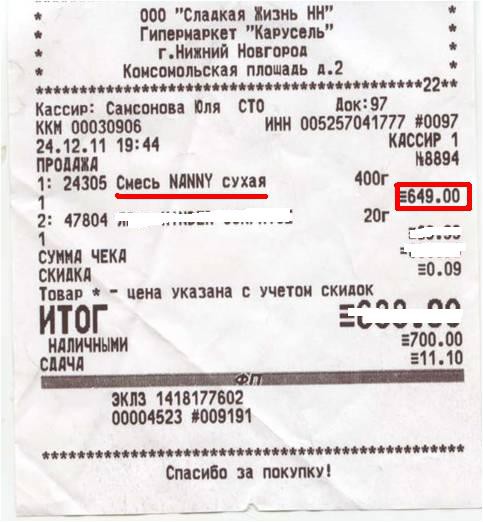 * ООО "Сладкая Жизнь НН" *
* Гипермаркет "Карусель" *
* г.Нижний Новгород *
* Комсомольская площадь д.2 *
****************************************22**
Кассир: Самсонова Юля СТО Док:97
ККМ 00030906 ИНН 005257041777 #0097
24.12.11 19:44 КАССИР 1
ПРОДАЖА №8894
1: 24305 Смесь NANNY сухая 400г
1 ≡649.00
2: 47804 20г
1
СУММА ЧЕКА
СКИДКА ≡0.09
Товар * - цена указана с учетом скидок
ИТОГ
НАЛИЧНЫМИ ≡700.00
СДАЧА ≡11.10
ФП
ЭКЛЗ 1418177602
00004523 #009191
********************************************
Спасибо за покупку!